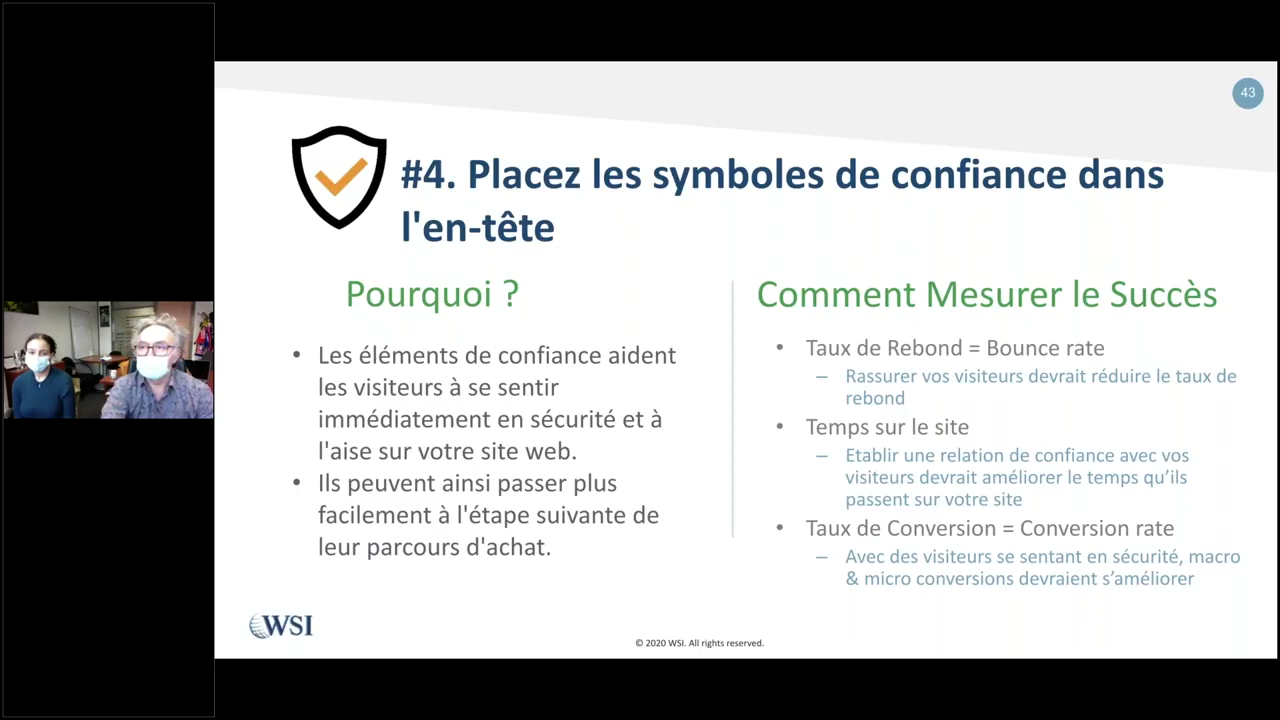 43
#4. Placez les symboles de confiance dans
l'en-tête
Pourquoi ?
• Les éléments de confiance aident
les visiteurs à se sentir
immédiatement en sécurité et à
l'aise sur votre site web.
• Ils peuvent ainsi passer plus
facilement à l'étape suivante de
leur parcours d'achat.
Comment Mesurer le Succès
• Taux de Rebond = Bounce rate
– Rassurer vos visiteurs devrait réduire le taux de
rebond
• Temps sur le site
– Etablir une relation de confiance avec vos
visiteurs devrait améliorer le temps qu’ils
passent sur votre site
• Taux de Conversion = Conversion rate
– Avec des visiteurs se sentant en sécurité, macro
& micro conversions devraient s’améliorer
WSI
© 2020 WSI. All rights reserved.